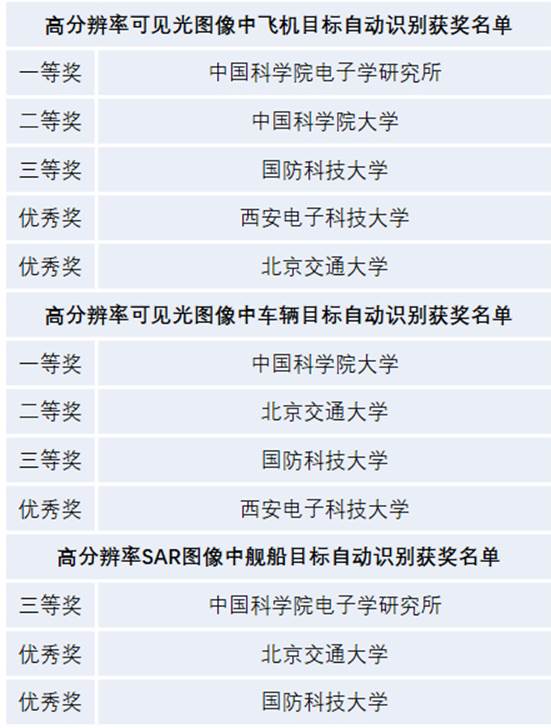 高分辨率可见光图像中飞机目标自动识别获奖名单
一等奖 中国科学院电子学研究所
二等奖 中国科学院大学
三等奖 国防科技大学
优秀奖 西安电子科技大学
优秀奖 北京交通大学
高分辨率可见光图像中车辆目标自动识别获奖名单
一等奖 中国科学院大学
二等奖 北京交通大学
三等奖 国防科技大学
优秀奖 西安电子科技大学
高分辨率SAR图像中舰船目标自动识别获奖名单
三等奖 中国科学院电子学研究所
优秀奖 北京交通大学
优秀奖 国防科技大学